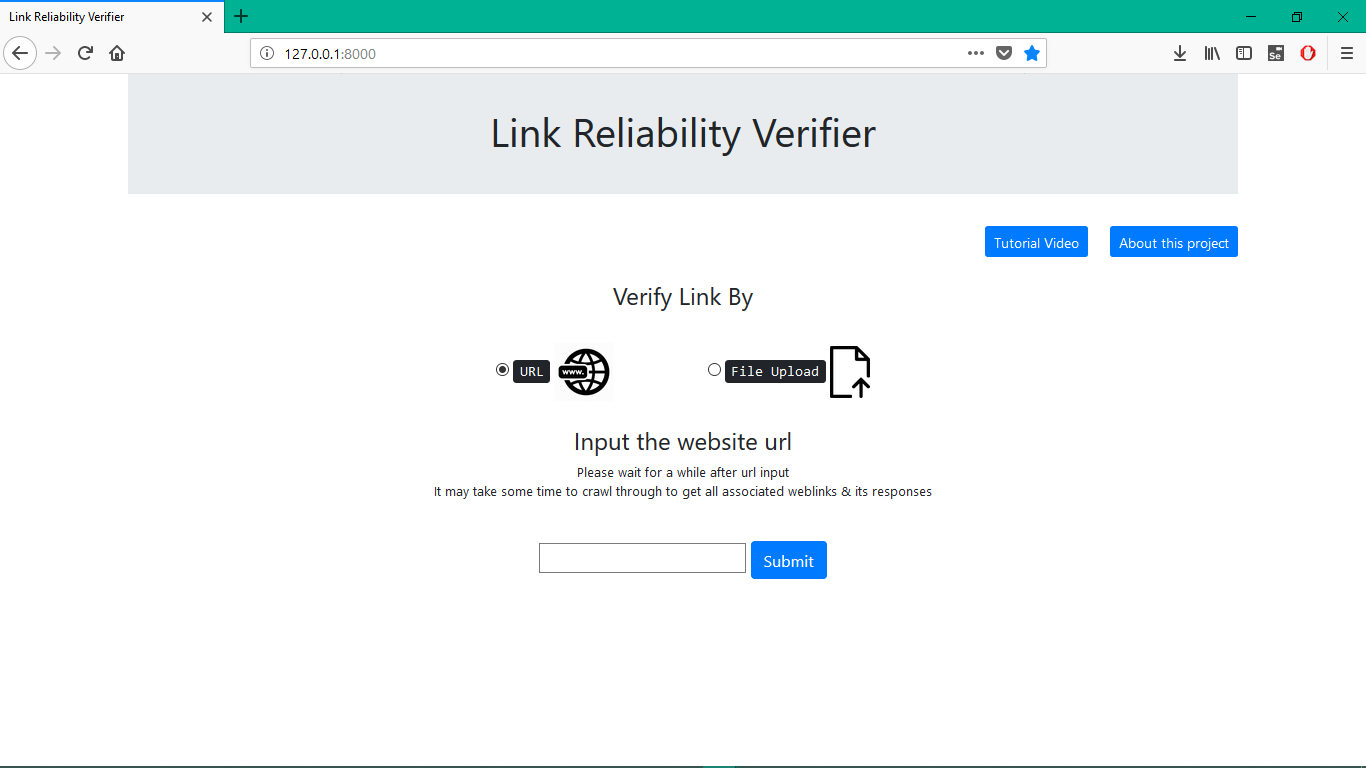 Link Reliability Verifier
127.0.0.1:8000
Se
Link Reliability Verifier
Tutorial Video About this project
Verify Link By
URL www. File Upload
Input the website url
Please wait for a while after url input
It may take some time to crawl through to get all associated weblinks & its responses
Submit